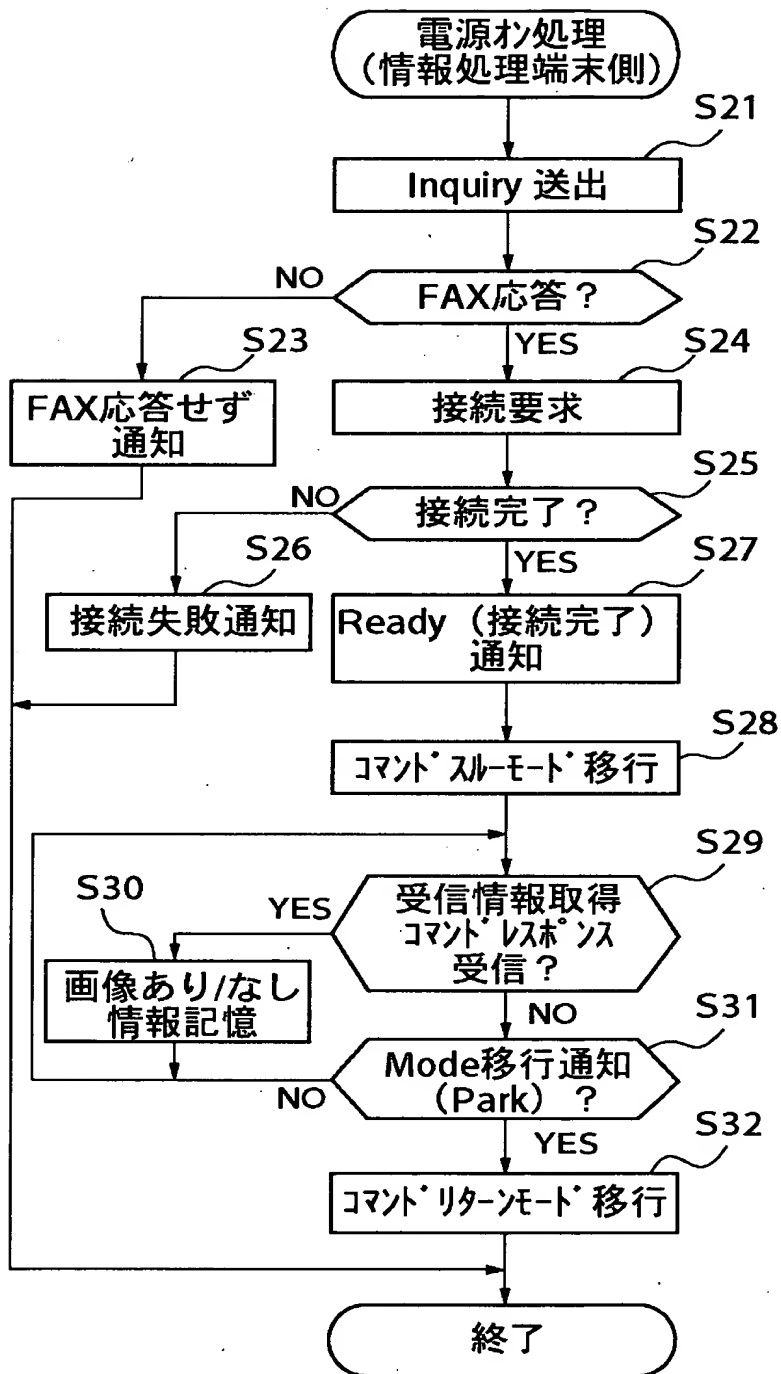 電源ｵﾝ処理
（情報処理端末側）
S21
Inquiry 送出
S22
NO
FAX応答？
YES
S23
FAX応答せず
通知
S24
接続要求
S25
NO
接続完了？
YES
S26
接続失敗通知
S27
Ready（接続完了）
通知
S28
ｺﾏﾝﾄﾞｽﾙｰﾓｰﾄﾞ移行
S29
YES
受信情報取得
ｺﾏﾝﾄﾞﾚｽﾎﾟﾝｽ
受信？
NO
S30
画像あり/なし
情報記憶
S31
Mode移行通知
（Park）？
NO
YES
S32
ｺﾏﾝﾄﾞﾘﾀｰﾝﾓｰﾄﾞ移行
終了